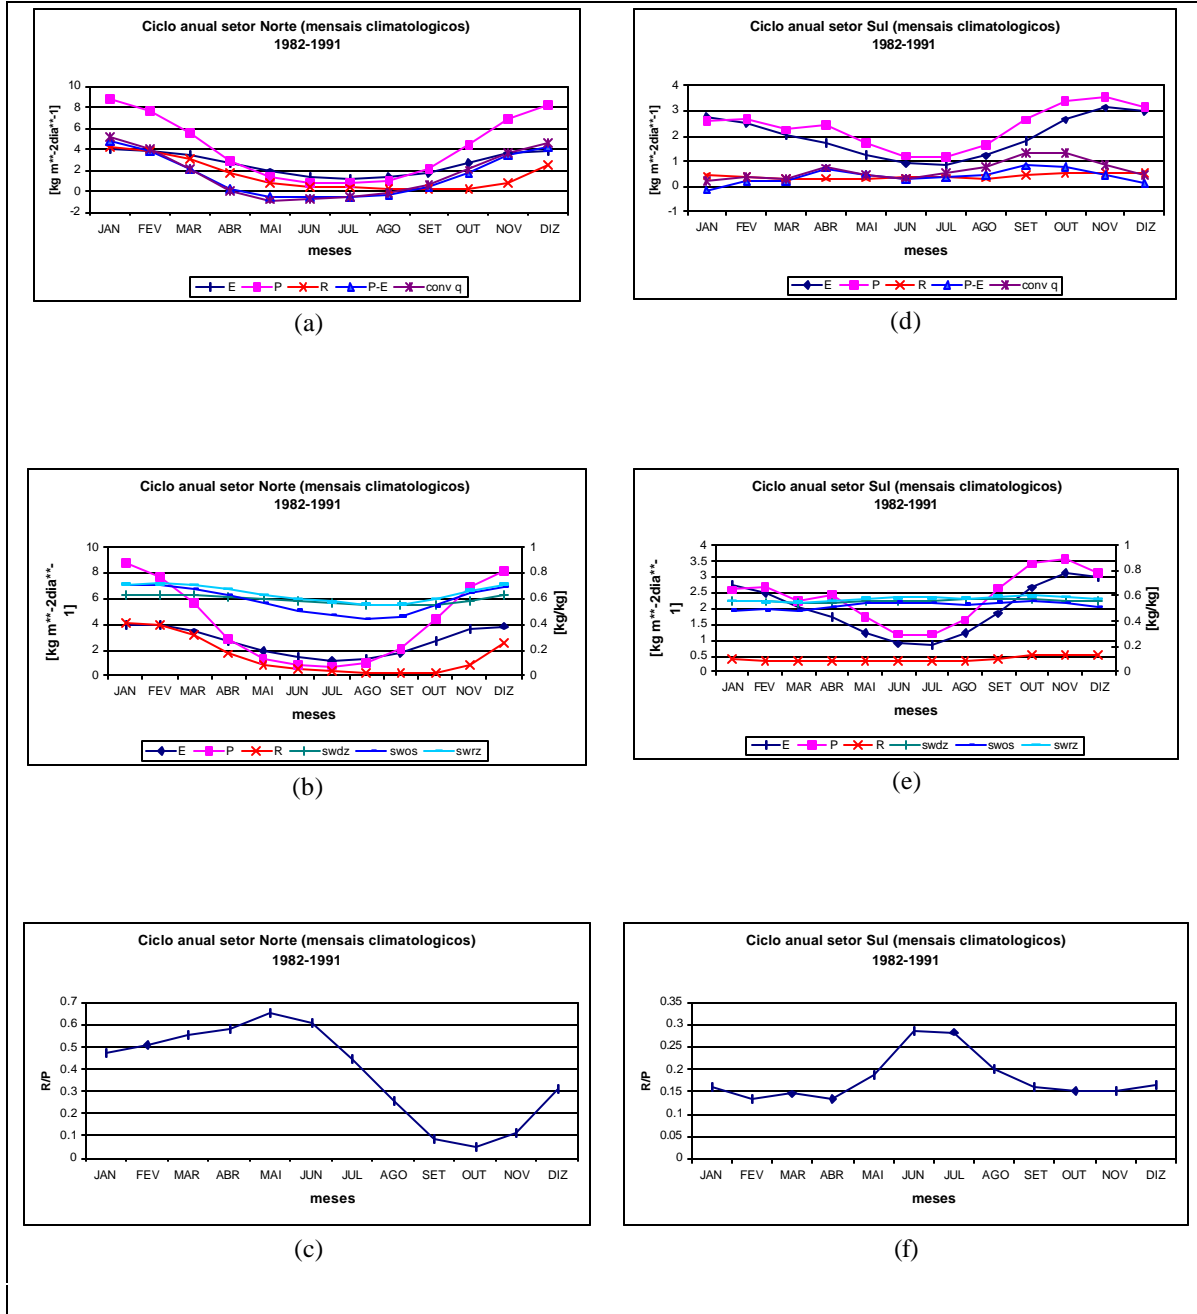 Ciclo anual setor Norte (mensais climatologicos)
1982-1991
[kg m**-2dia**-1]
10
8
6
4
2
0
-2
JAN FEV MAR ABR MAI JUN JUL AGO SET OUT NOV DIZ
meses
E P R P-E conv q
(a)
Ciclo anual setor Sul (mensais climatologicos)
1982-1991
[kg m**-2dia**-1]
4
3
2
1
0
-1
JAN FEV MAR ABR MAI JUN JUL AGO SET OUT NOV DIZ
meses
E P R P-E conv q
(d)
Ciclo anual setor Norte (mensais climatologicos)
1982-1991
[kg m**-2dia**-
1]
10
8
6
4
2
0
1
0.8
0.6
0.4
0.2
0
[kg/kg]
JAN FEV MAR ABR MAI JUN JUL AGO SET OUT NOV DIZ
meses
E P R swdz swos swrz
(b)
Ciclo anual setor Sul (mensais climatologicos)
1982-1991
[kg m**-2dia**-
1]
4
3.5
3
2.5
2
1.5
1
0.5
0
1
0.8
0.6
0.4
0.2
0
[kg/kg]
JAN FEV MAR ABR MAI JUN JUL AGO SET OUT NOV DIZ
meses
E P R swdz swos swrz
(e)
Ciclo anual setor Norte (mensais climatologicos)
1982-1991
R/P
0.7
0.6
0.5
0.4
0.3
0.2
0.1
0
JAN FEV MAR ABR MAI JUN JUL AGO SET OUT NOV DIZ
meses
(c)
Ciclo anual setor Sul (mensais climatologicos)
1982-1991
R/P
0.35
0.3
0.25
0.2
0.15
0.1
0.05
0
JAN FEV MAR ABR MAI JUN JUL AGO SET OUT NOV DIZ
meses
(f)